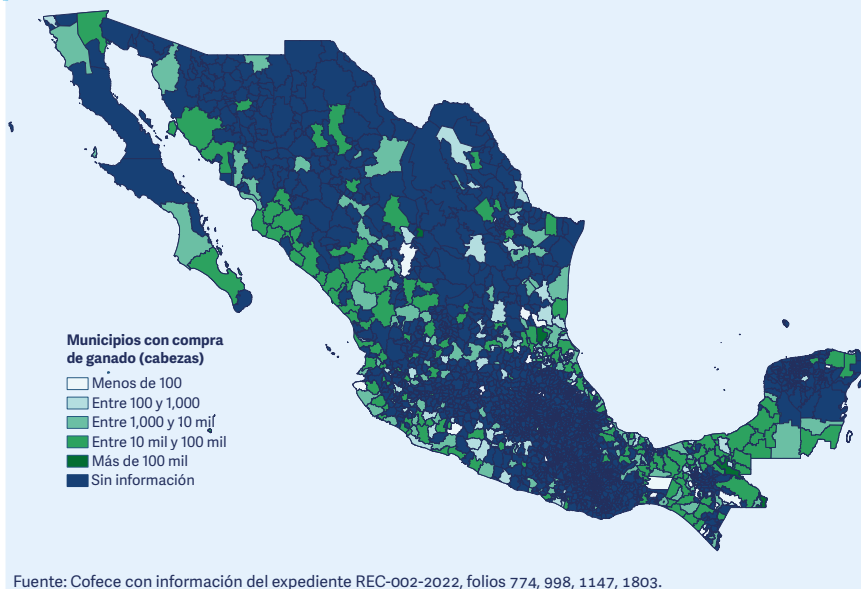 Municipios con compra
de ganado (cabezas)
Menos de 100
Entre 100 y 1,000
Entre 1,000 y 10 mil
Entre 10 mil y 100 mil
Más de 100 mil
Sin información
Fuente: Cofece con información del expediente REC-002-2022, folios 774, 998, 1147, 1803.